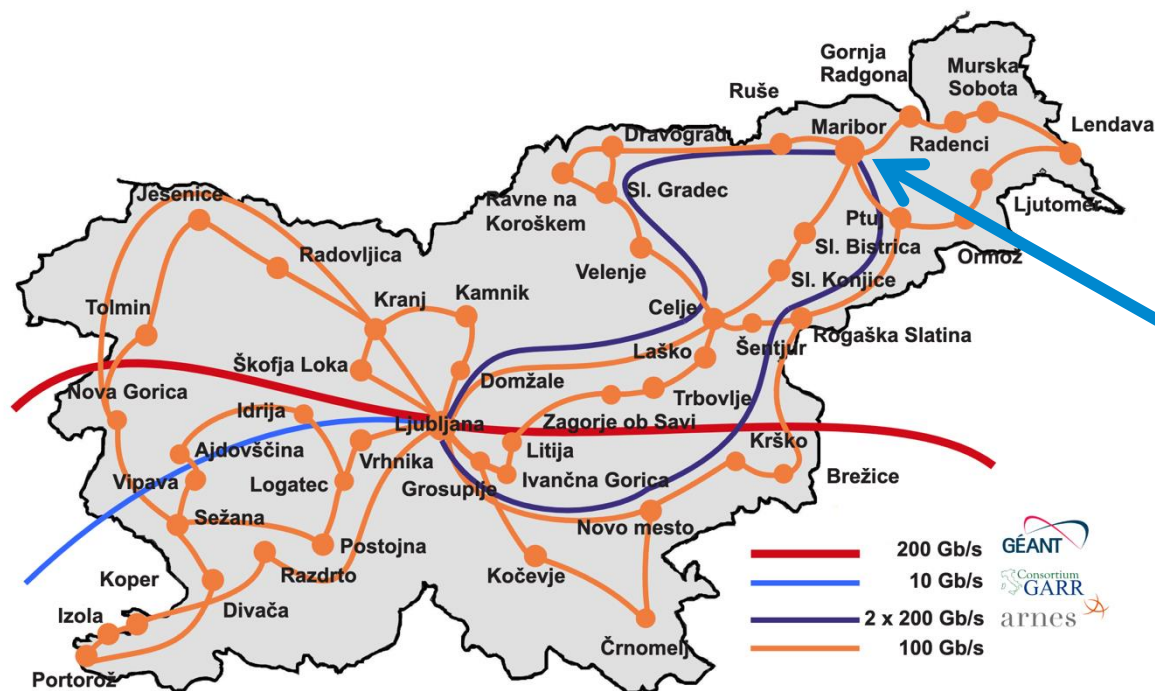 Gornja
Radgona
Murska
Sobota
Ruše
Maribor
Lendava
Dravograd
Radenci
Jesenice
Ravne na
Koroškem
Sl. Gradec
Ljutomer
Ptuj
Radovljica
Sl. Bistrica
Ormož
Velenje
Sl. Konjice
Tolmin
Kranj
Kamnik
Celje
Rogaška Slatina
Škofja Loka
Laško
Šentjur
Domžale
Nova Gorica
Trbovlje
Idrija
Ljubljana
Zagorje ob Savi
Ajdovščina
Vrhnika
Litija
Krško
Vipava
Logatec
Ivančna Gorica
Brežice
Grosuplje
Sežana
Novo mesto
Postojna
Koper
Razdrto
Kočevje
Izola
Divača
Črnomelj
Portorož
200 Gb/s GÉANT
10 Gb/s Consortium
GARR
2 x 200 Gb/s arnes
100 Gb/s